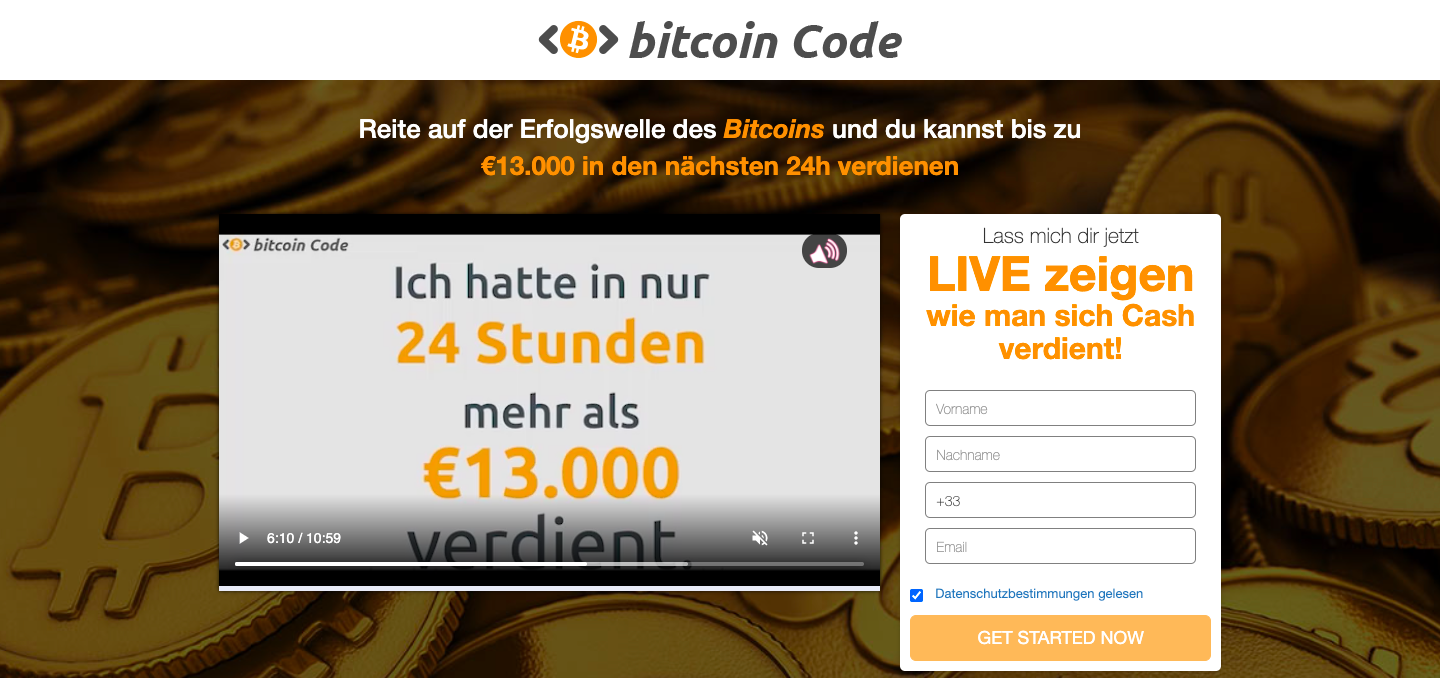 bitcoin Code
Reite auf der Erfolgswelle des Bitcoins und du kannst bis zu
€13.000 in den nächsten 24h verdienen
bitcoin Code
Ich hatte in nur
24 Stunden
mehr als
€13.000
verdient.
6:10 / 10:59
Lass mich dir jetzt
LIVE zeigen
wie man sich Cash
verdient!
Vorname
Nachname
+33
Email
Datenschutzbestimmungen gelesen
GET STARTED NOW